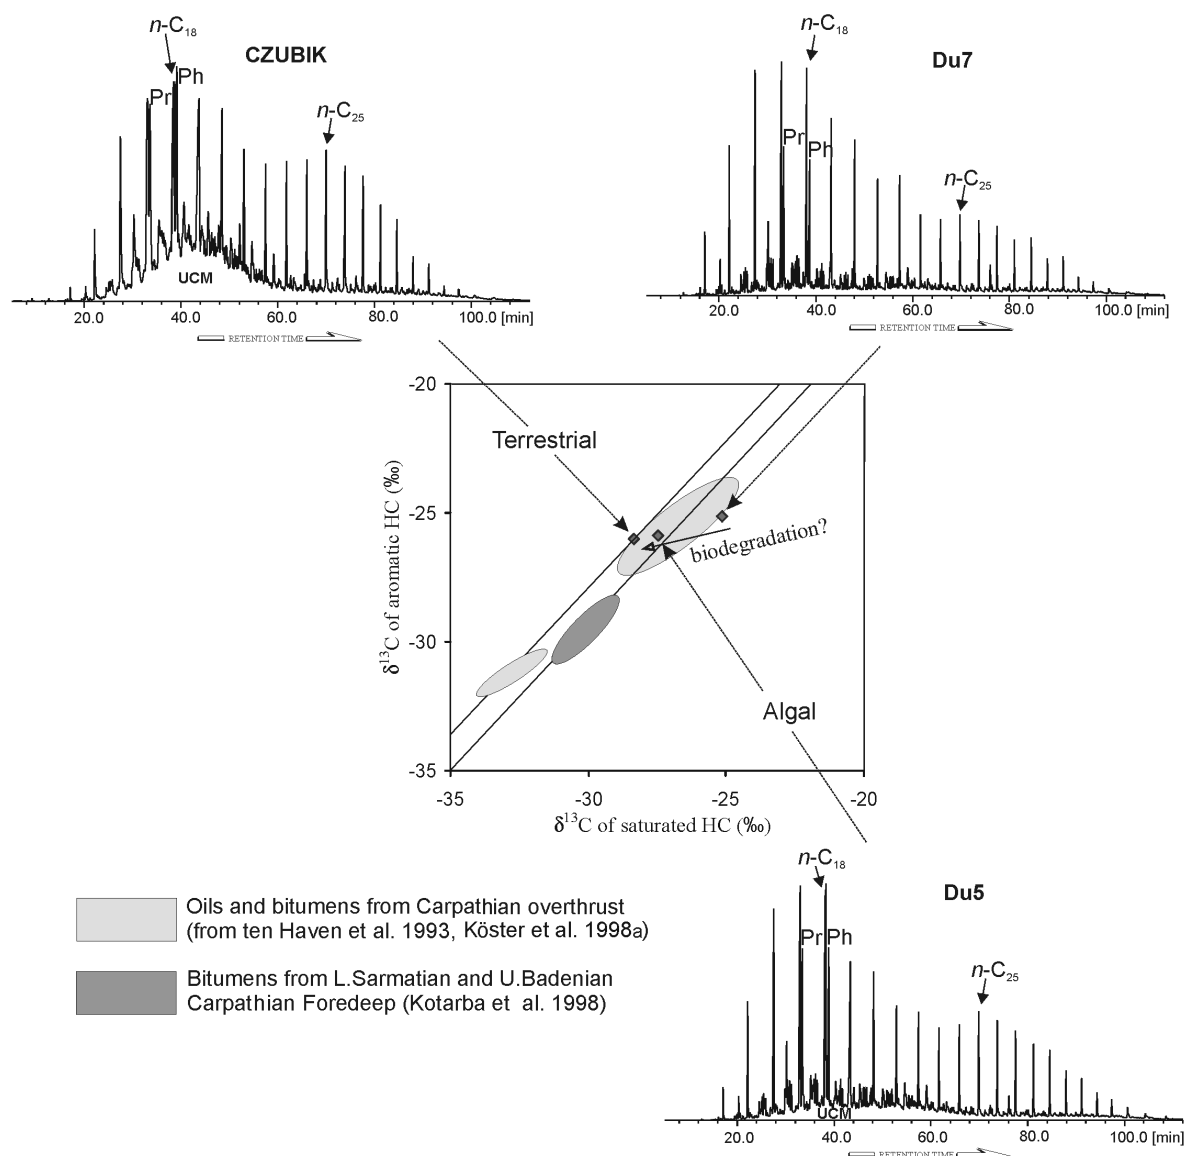 n-C18
CZUBIK
Ph
Pr
n-C25
UCM
20.0 40.0 60.0 80.0 100.0 [min]
RETENTION TIME
n-C18
Du7
Pr
Ph
n-C25
20.0 40.0 60.0 80.0 100.0 [min]
RETENTION TIME
-20
Terrestrial
-25
biodegradation?
-30
Algal
-35
δ13C of aromatic HC (‰)
-35 -30 -25 -20
δ13C of saturated HC (‰)
n-C18
Du5
Pr Ph
n-C25
UCM
20.0 40.0 60.0 80.0 100.0 [min]
RETENTION TIME
Oils and bitumens from Carpathian overthrust
(from ten Haven et al. 1993, Köster et al. 1998a)
Bitumens from L.Sarmatian and U.Badenian
Carpathian Foredeep (Kotarba et al. 1998)